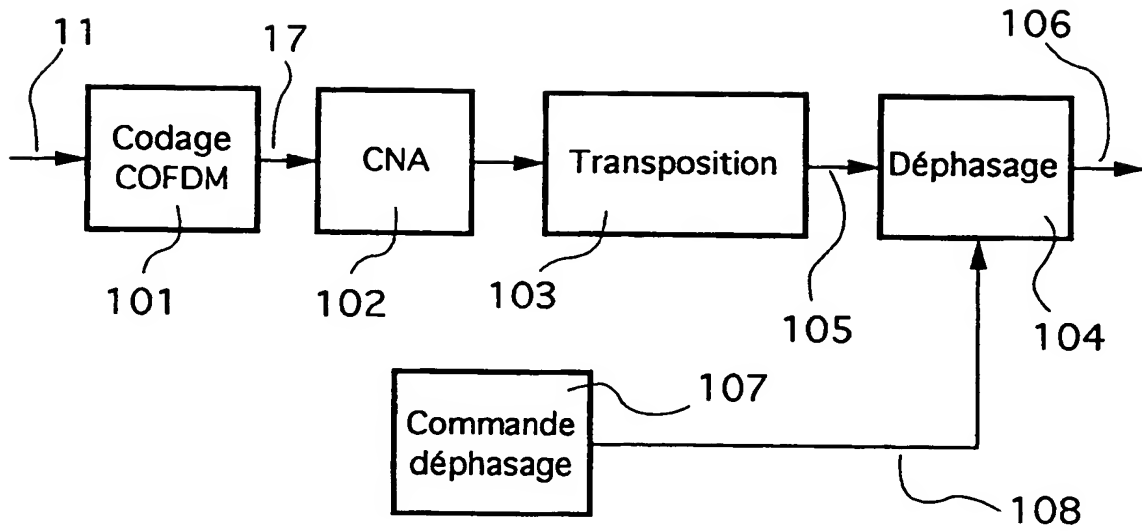 11
17
106
Codage
COFDM
CNA
Transposition
Déphasage
101
102
103
105
104
107
Commande
déphasage
108